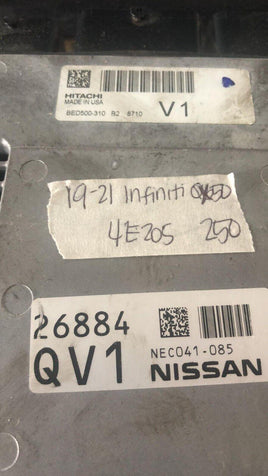 HITACHI
MADE IN USA
BED500-310 B2 8710
V1
19-21 Infiniti QX50
4E205 250
26884
QV1
NEC041-085
NISSAN